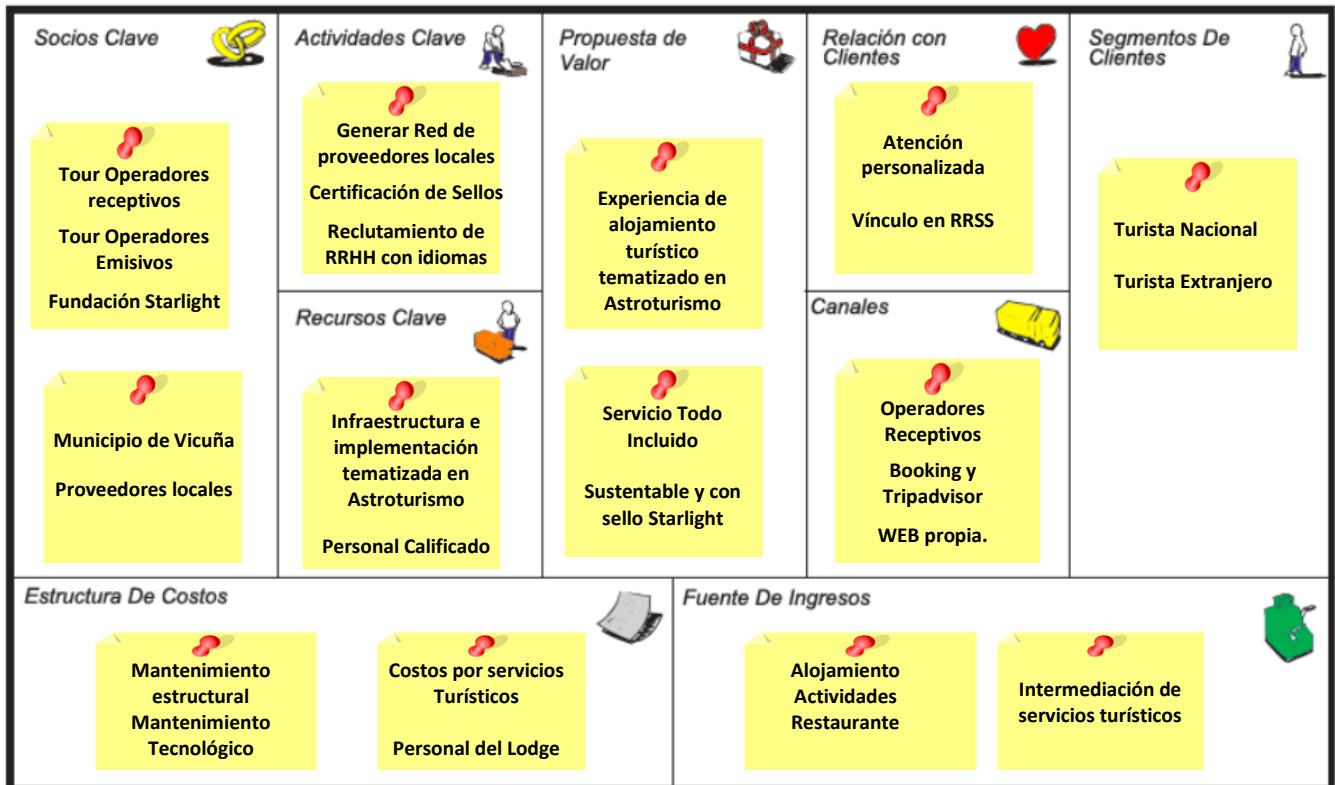 Socios Clave
Tour Operadores
receptivos
Tour Operadores
Emisivos
Fundación Starlight
Municipio de Vicuña
Proveedores locales
Actividades Clave
Generar Red de
proveedores locales
Certificación de Sellos
Reclutamiento de
RRHH con idiomas
Recursos Clave
Infraestructura e
implementación
tematizada en
Astroturismo
Personal Calificado
Propuesta de
Valor
Experiencia de
alojamiento
turístico
tematizado en
Astroturismo
Servicio Todo
Incluido
Sustentable y con
sello Starlight
Relación con
Clientes
Atención
personalizada
Vínculo en RRSS
Canales
Operadores
Receptivos
Booking y
Tripadvisor
WEB propia.
Segmentos De
Clientes
Turista Nacional
Turista Extranjero
Estructura De Costos
Mantenimiento
estructural
Mantenimiento
Tecnológico
Costos por servicios
Turísticos
Personal del Lodge
Fuente De Ingresos
Alojamiento
Actividades
Restaurante
Intermediación de
servicios turísticos